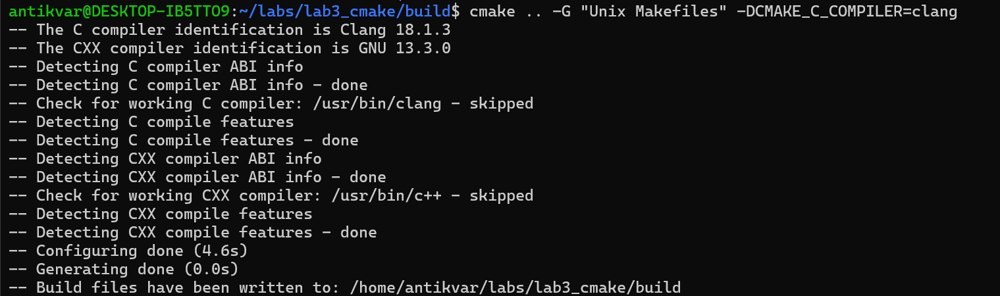 antikvar@DESKTOP-IB5TTO9:~/labs/lab3_cmake/build$ cmake .. -G "Unix Makefiles" -DCMAKE_C_COMPILER=clang
-- The C compiler identification is Clang 18.1.3
-- The CXX compiler identification is GNU 13.3.0
-- Detecting C compiler ABI info
-- Detecting C compiler ABI info - done
-- Check for working C compiler: /usr/bin/clang - skipped
-- Detecting C compile features
-- Detecting C compile features - done
-- Detecting CXX compiler ABI info
-- Detecting CXX compiler ABI info - done
-- Check for working CXX compiler: /usr/bin/c++ - skipped
-- Detecting CXX compile features
-- Detecting CXX compile features - done
-- Configuring done (4.6s)
-- Generating done (0.0s)
-- Build files have been written to: /home/antikvar/labs/lab3_cmake/build